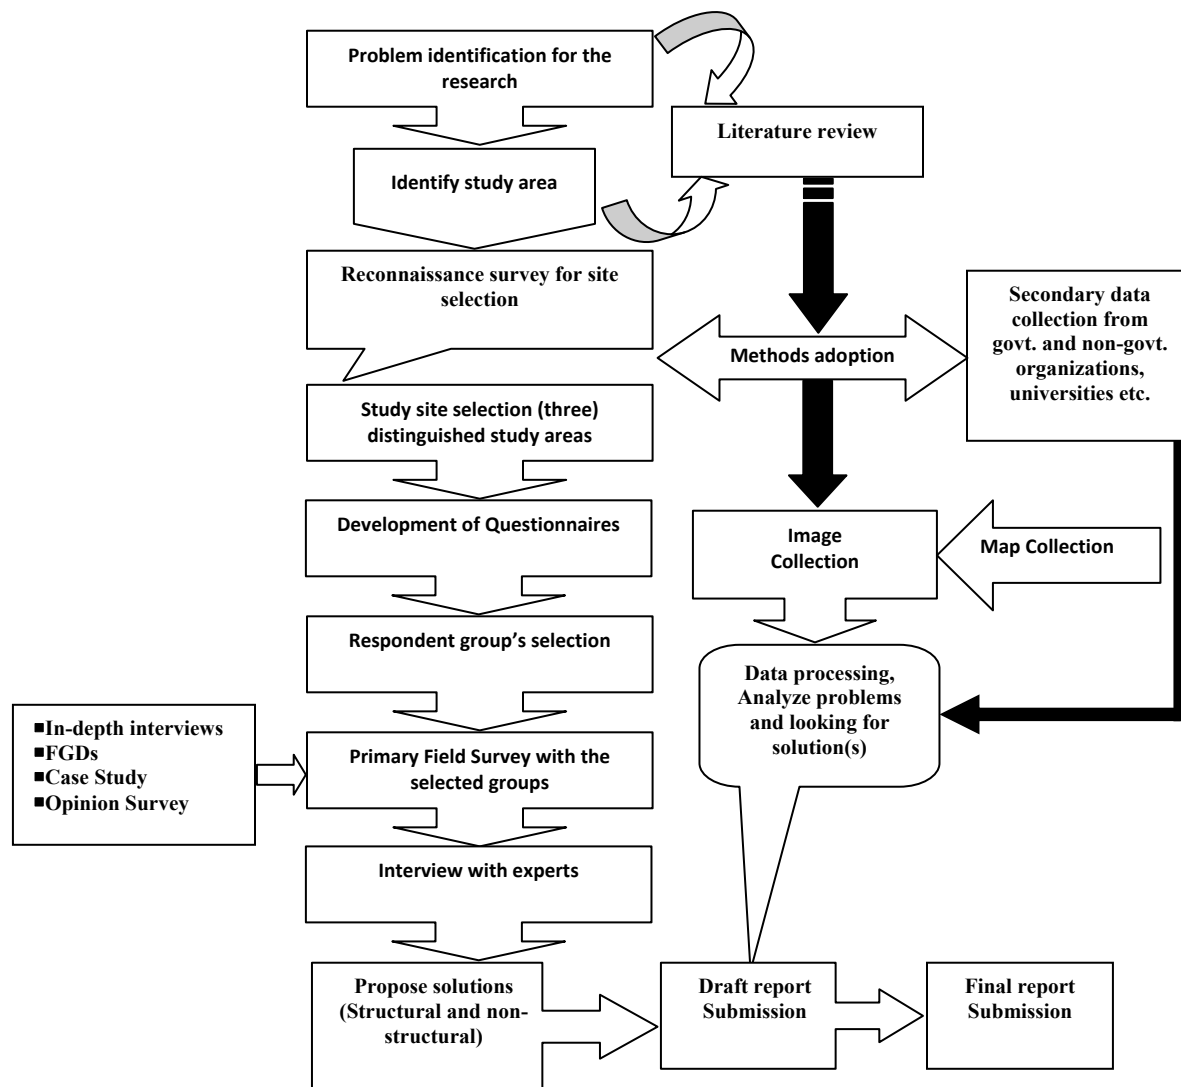 Problem identification for the
research
Literature review
Identify study area
Reconnaissance survey for site
selection
Secondary data
collection from
govt. and non-govt.
organizations,
universities etc.
Methods adoption
Study site selection (three)
distinguished study areas
Development of Questionnaires
Image
Collection
Map Collection
Respondent group's selection
Data processing,
Analyze problems
and looking for
solution(s)
■In-depth interviews
■FGDs
■Case Study
■Opinion Survey
Primary Field Survey with the
selected groups
Interview with experts
Propose solutions
(Structural and non-
structural)
Draft report
Submission
Final report
Submission